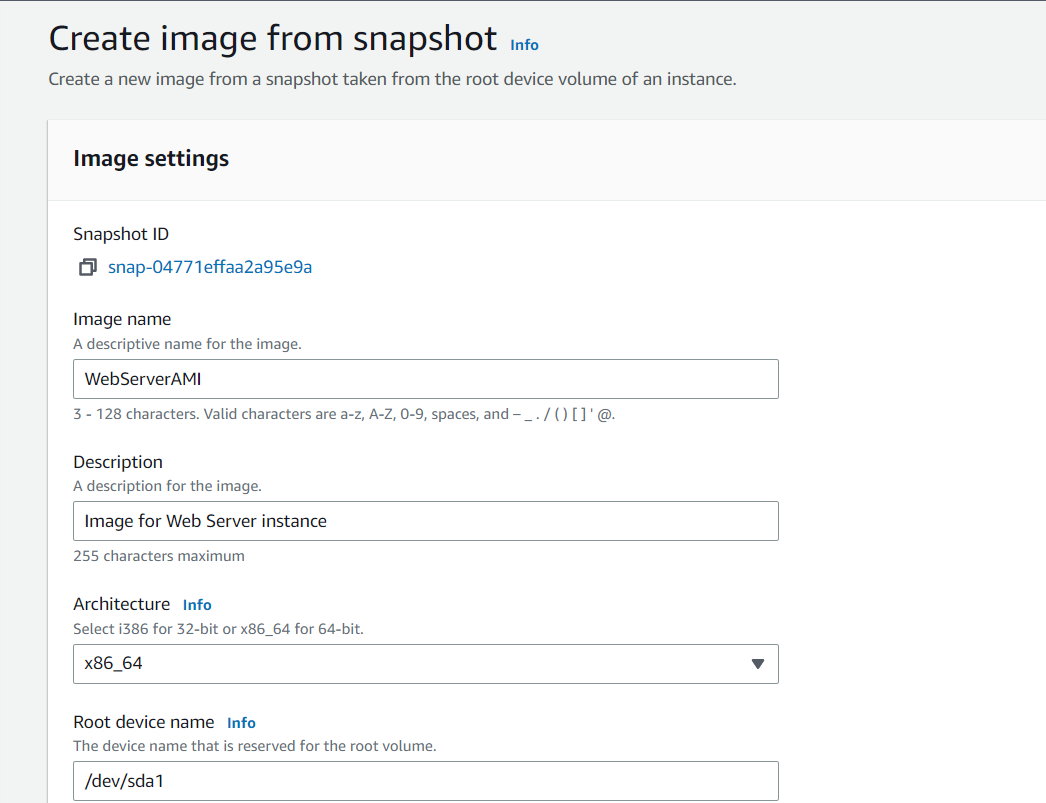 Create image from snapshot Info
Create a new image from a snapshot taken from the root device volume of an instance.
Image settings
Snapshot ID
snap-04771effaa2a95e9a
Image name
A descriptive name for the image.
WebServerAMI
3 - 128 characters. Valid characters are a-z, A-Z, 0-9, spaces, and – _ . / ( ) [ ] ' @.
Description
A description for the image.
Image for Web Server instance
255 characters maximum
Architecture Info
Select i386 for 32-bit or x86_64 for 64-bit.
x86_64
Root device name Info
The device name that is reserved for the root volume.
/dev/sda1